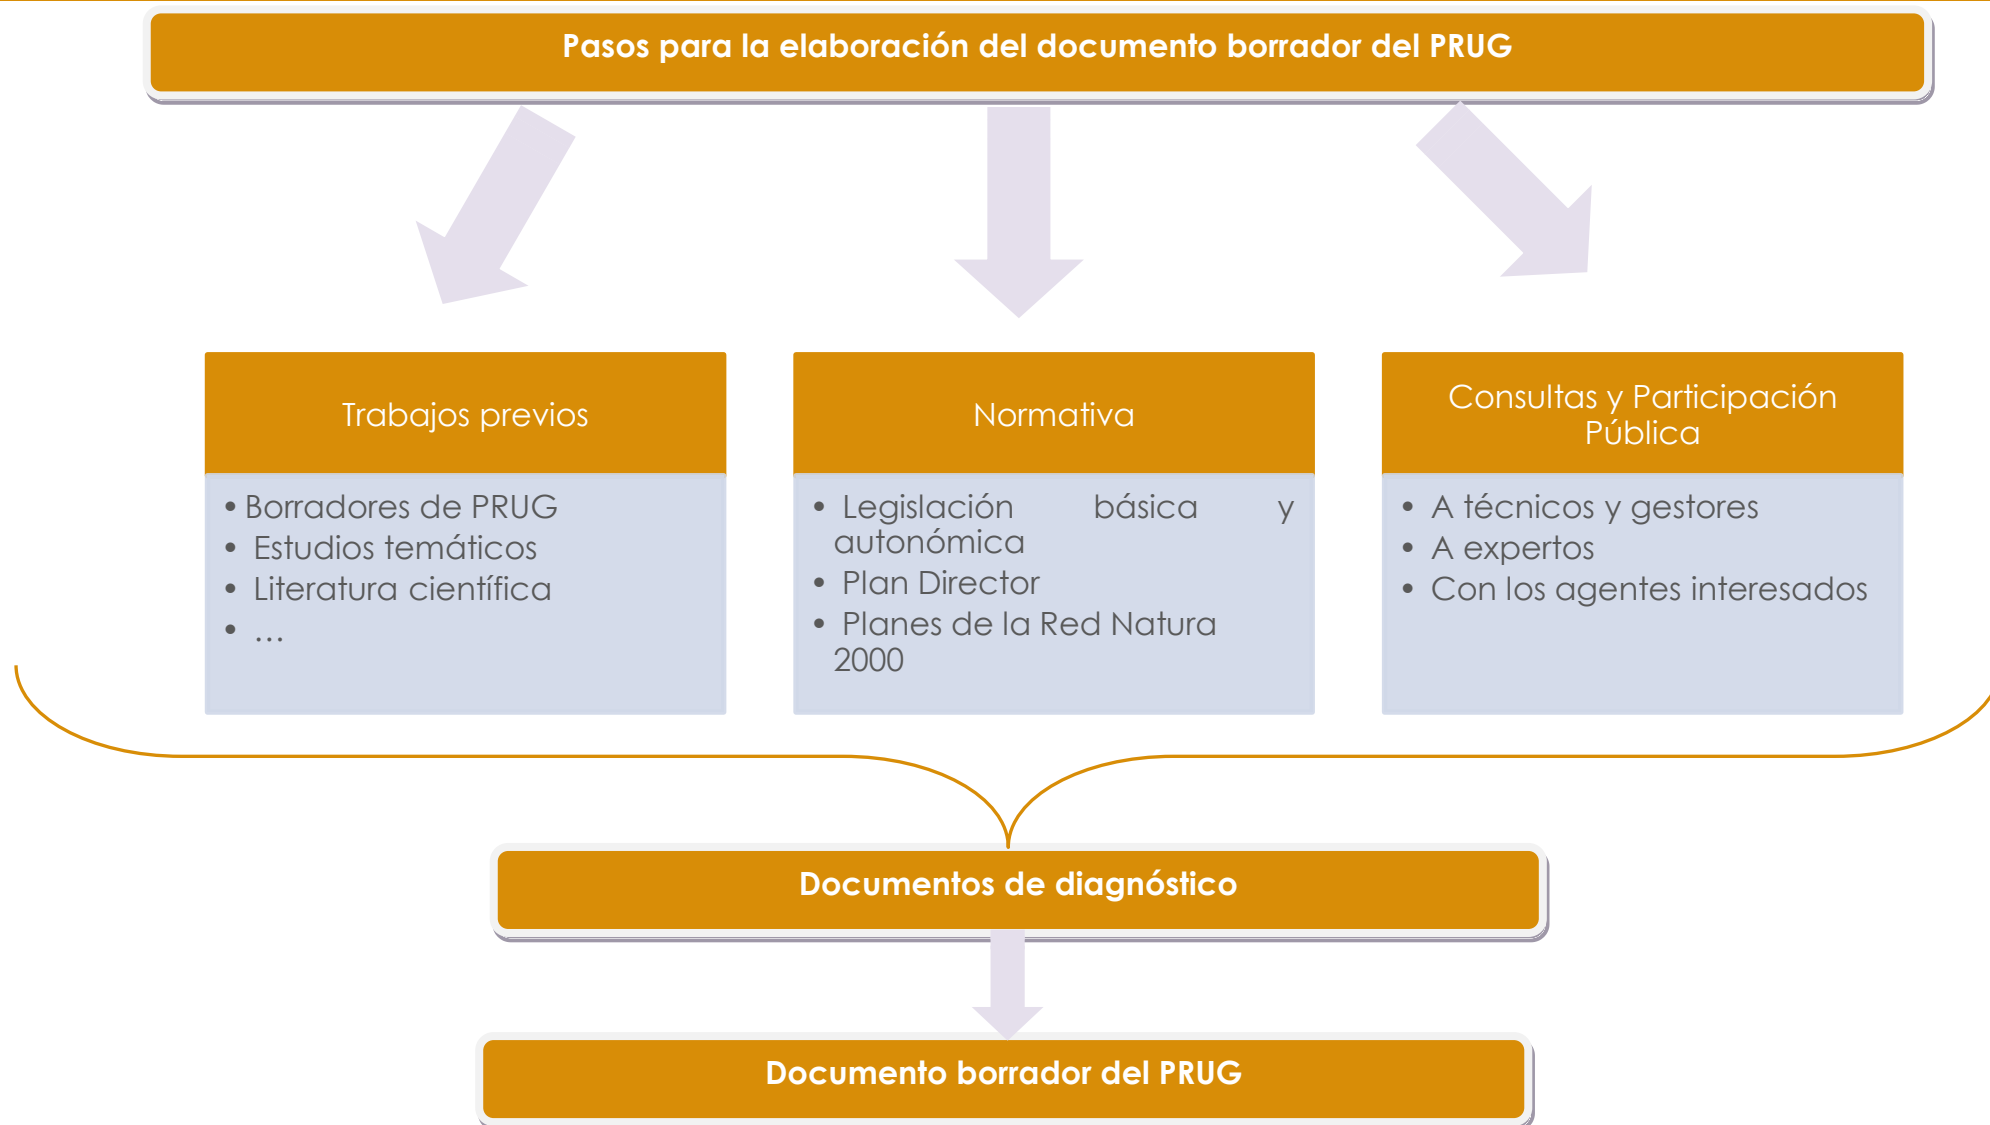 Pasos para la elaboración del documento borrador del PRUG
Trabajos previos
• Borradores de PRUG
• Estudios temáticos
• Literatura científica
• ...
Normativa
• Legislación básica y
autonómica
• Plan Director
• Planes de la Red Natura
2000
Consultas y Participación
Pública
• A técnicos y gestores
• A expertos
• Con los agentes interesados
Documentos de diagnóstico
Documento borrador del PRUG